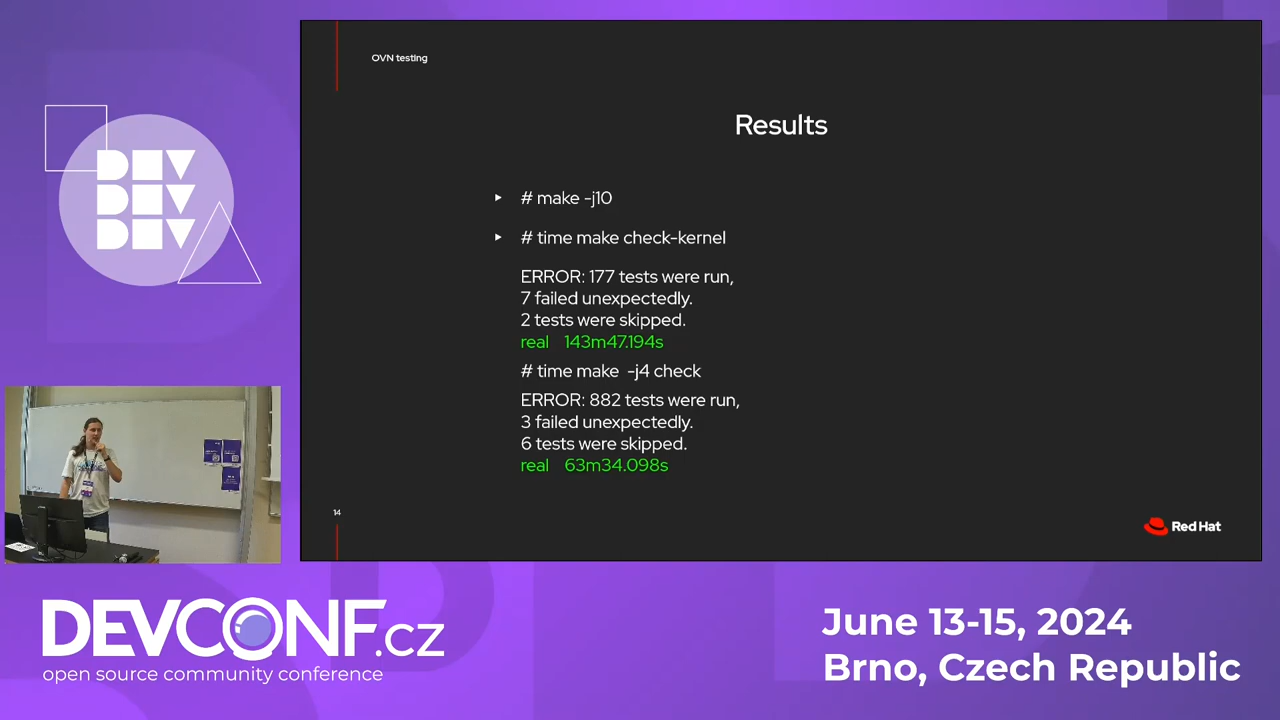 OVN testing
Results
# make -j10
# time make check-kernel
ERROR: 177 tests were run,
7 failed unexpectedly.
2 tests were skipped.
real 143m47.194s
# time make -j4 check
ERROR: 882 tests were run,
3 failed unexpectedly.
6 tests were skipped.
real 63m34.098s
14
Red Hat
DEV
DEV
DEV
DEVCONF.cz
open source community conference
June 13-15, 2024
Brno, Czech Republic